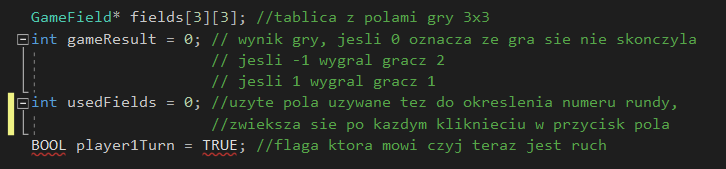 GameField* fields[3][3]; //tablica z polami gry 3x3
int gameResult = 0; // wynik gry, jesli 0 oznacza ze gra sie nie skonczyla
// jesli -1 wygral gracz 2
// jesli 1 wygral gracz 1
int usedFields = 0; //uzyte pola uzywane tez do okreslenia numeru rundy,
//zwieksza sie po kazdym kliknieciu w przycisk pola
BOOL player1Turn = TRUE; //flaga ktora mowi czyj teraz jest ruch